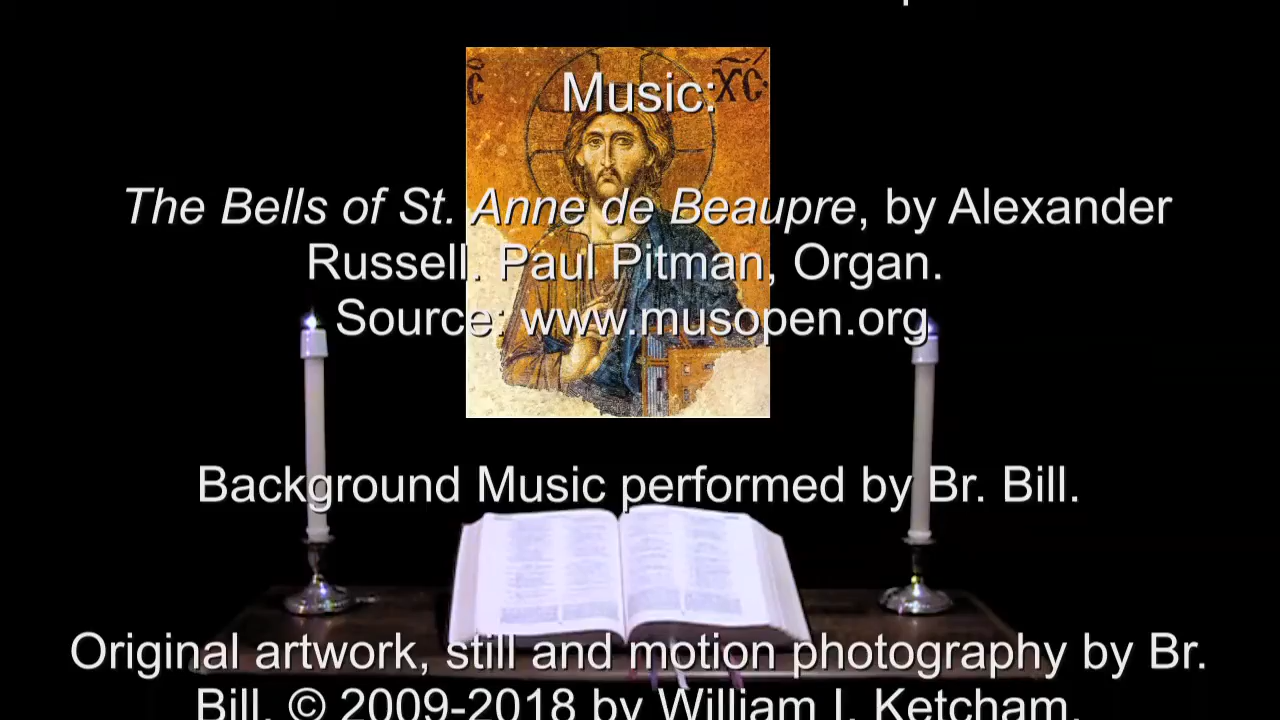 Music:
The Bells of St. Anne de Beaupre, by Alexander
Russell. Paul Pitman, Organ.
Source: www.musopen.org
Background Music performed by Br. Bill.
Original artwork, still and motion photography by Br.
Bill. © 2009-2018 by William J. Ketcham.